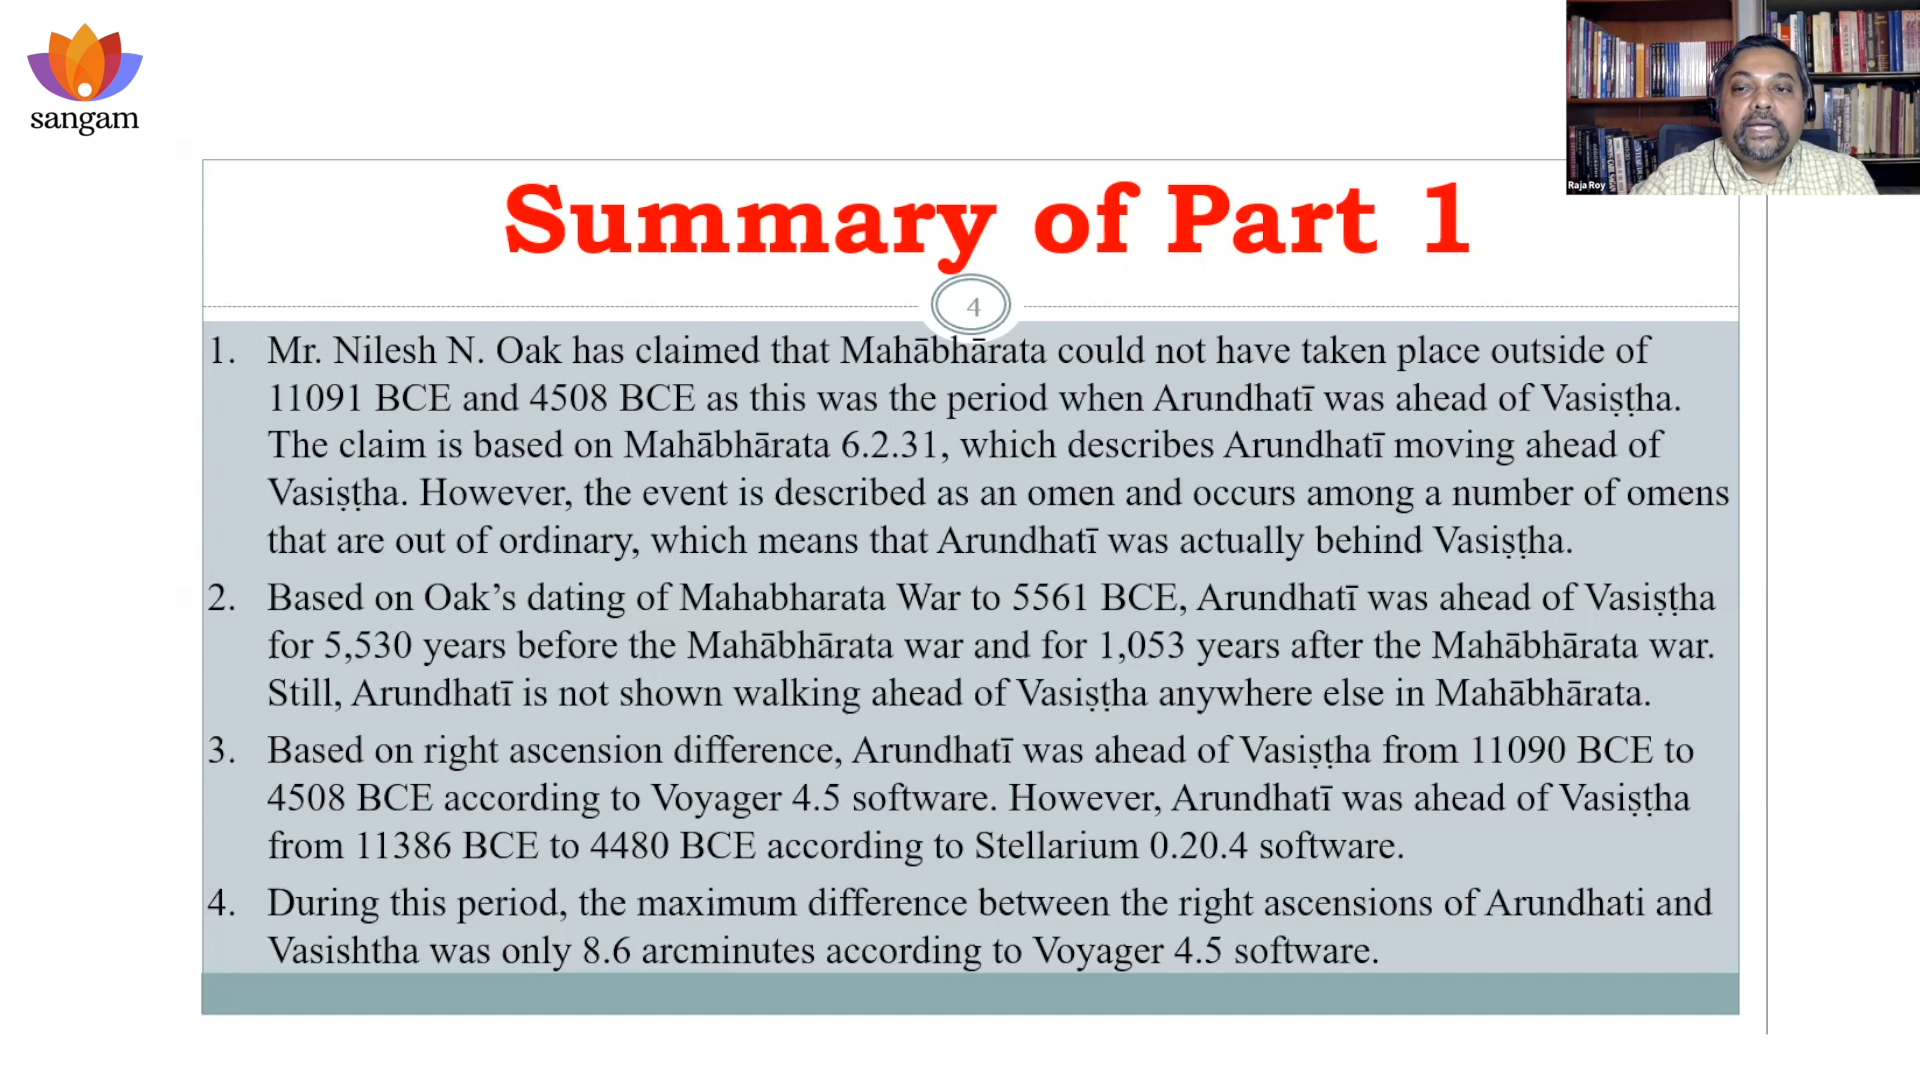 sangam
Raja Roy
Summary of Part 1
4
1. Mr. Nilesh N. Oak has claimed that Mahābhārata could not have taken place outside of
11091 BCE and 4508 BCE as this was the period when Arundhatī was ahead of Vasiṣṭha.
The claim is based on Mahābhārata 6.2.31, which describes Arundhatī moving ahead of
Vasiṣṭha. However, the event is described as an omen and occurs among a number of omens
that are out of ordinary, which means that Arundhatī was actually behind Vasiṣṭha.
2. Based on Oak’s dating of Mahabharata War to 5561 BCE, Arundhatī was ahead of Vasiṣṭha
for 5,530 years before the Mahābhārata war and for 1,053 years after the Mahābhārata war.
Still, Arundhatī is not shown walking ahead of Vasiṣṭha anywhere else in Mahābhārata.
3. Based on right ascension difference, Arundhatī was ahead of Vasiṣṭha from 11090 BCE to
4508 BCE according to Voyager 4.5 software. However, Arundhatī was ahead of Vasiṣṭha
from 11386 BCE to 4480 BCE according to Stellarium 0.20.4 software.
4. During this period, the maximum difference between the right ascensions of Arundhati and
Vasishtha was only 8.6 arcminutes according to Voyager 4.5 software.